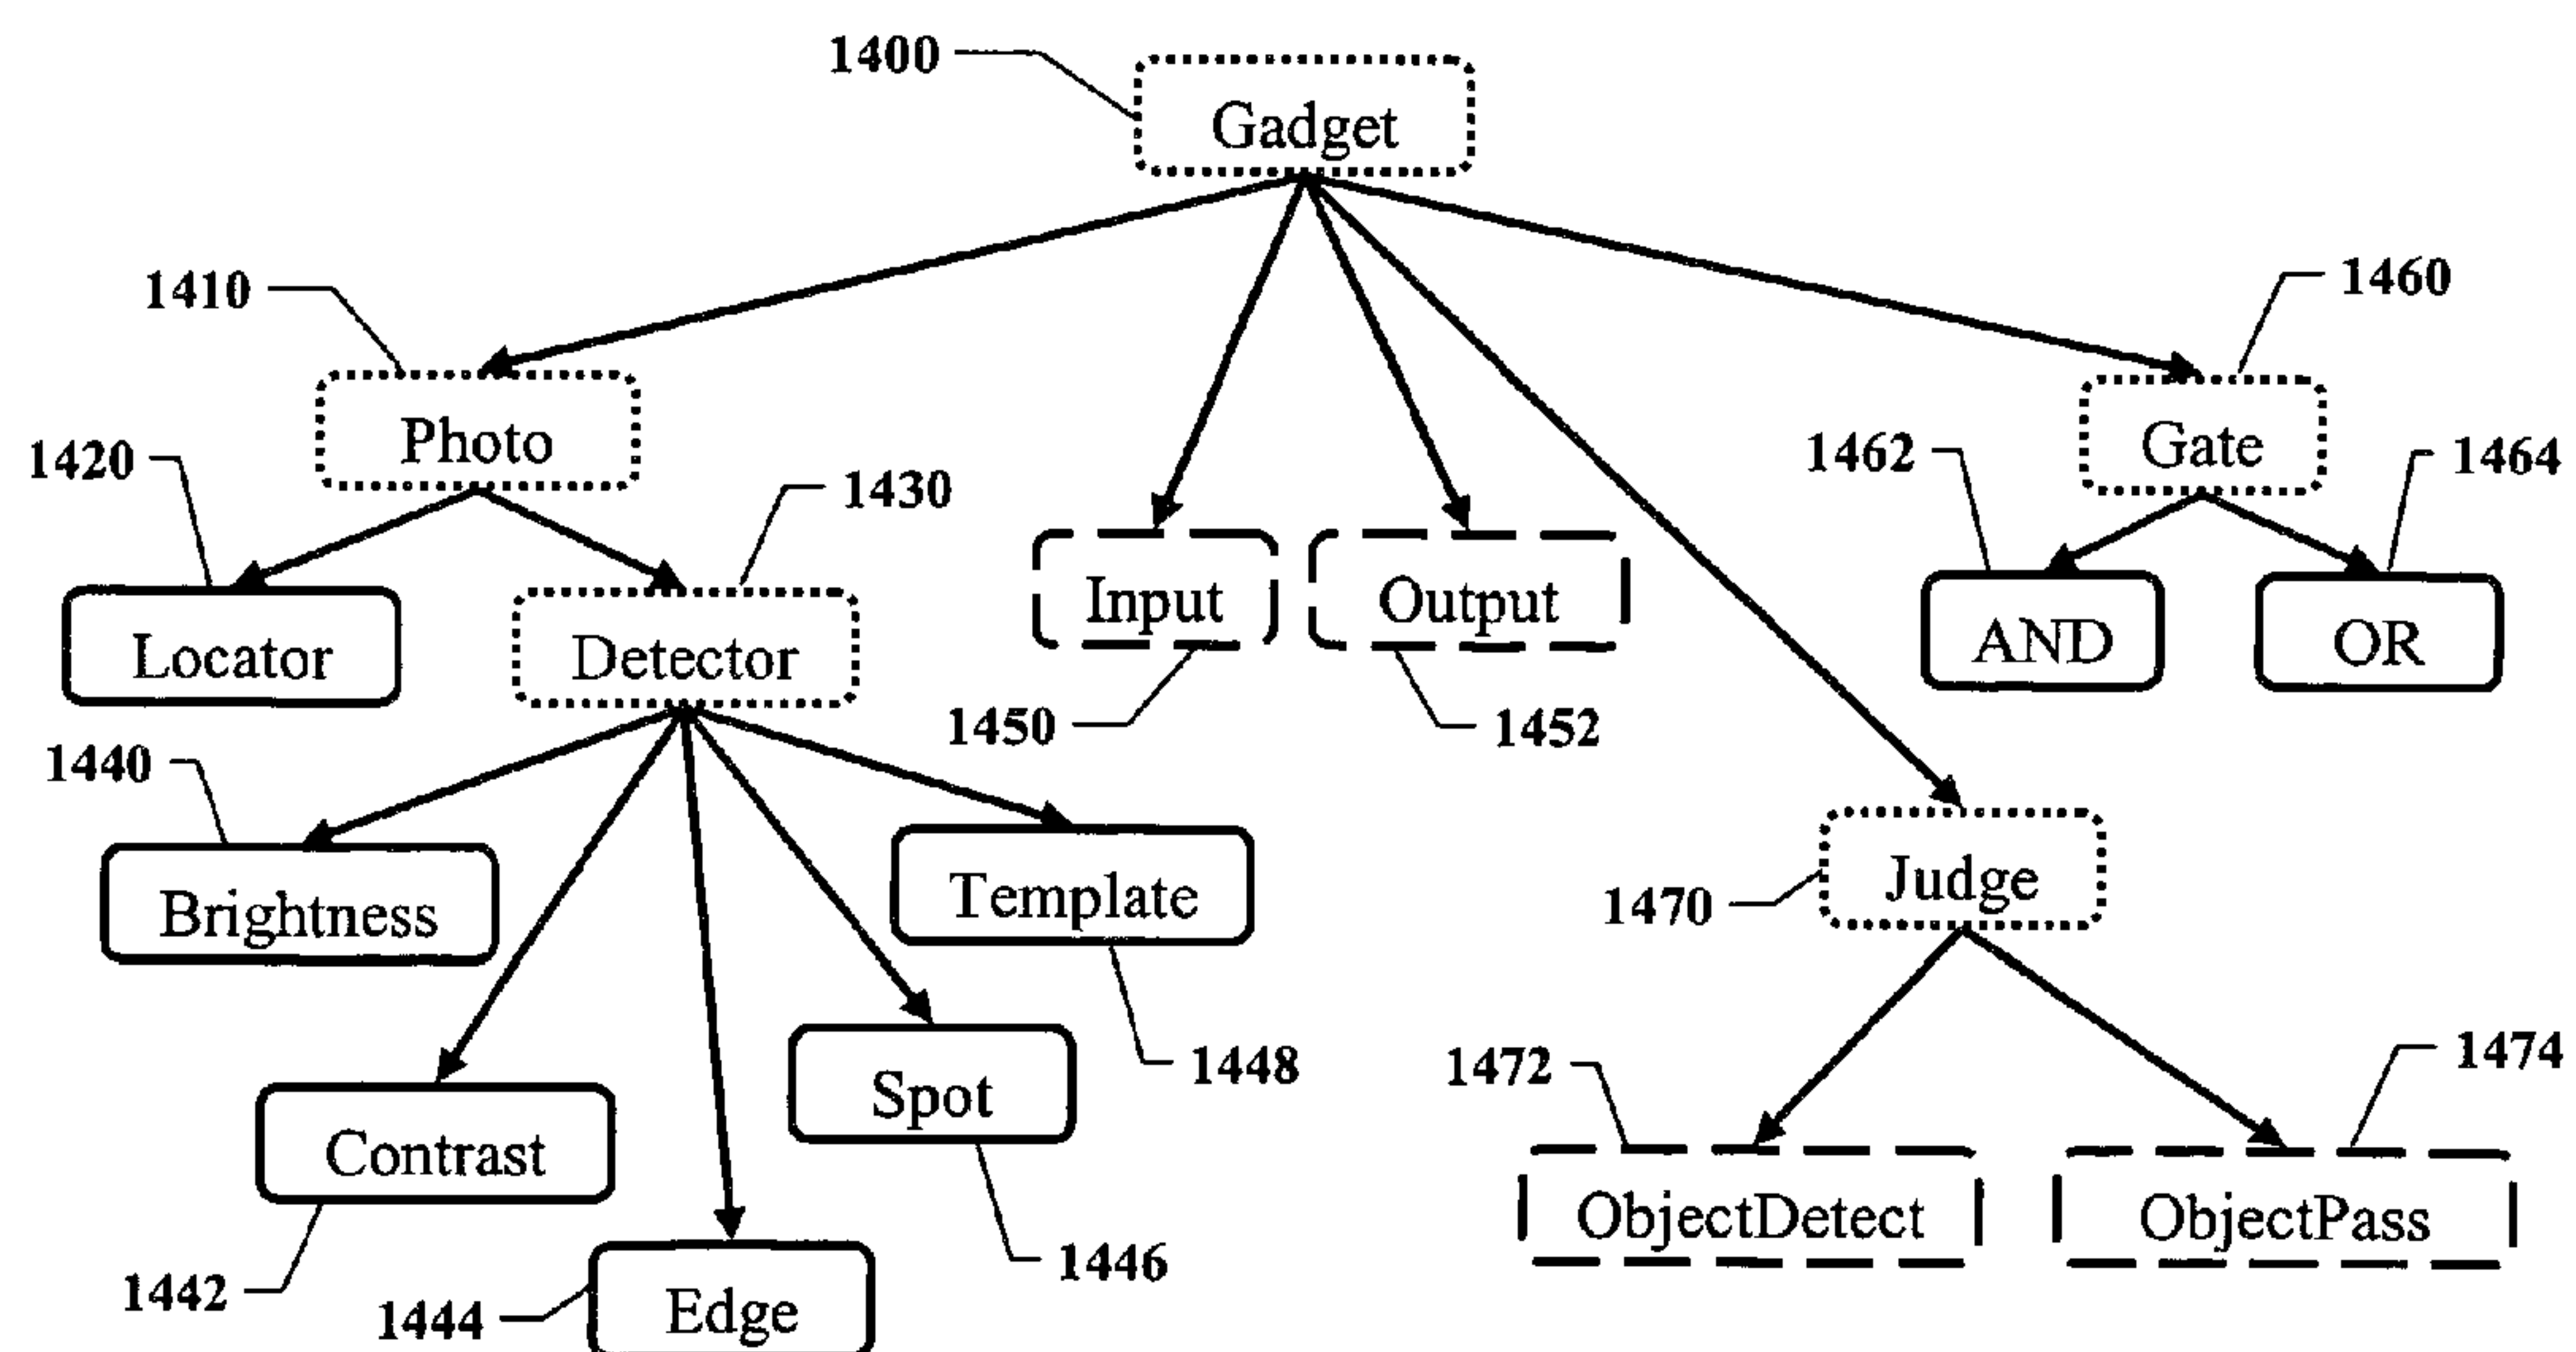 1400
Gadget
1410
1460
Photo
Gate
1420
1430
1462
1464
Locator
Detector
Input
Output
AND
OR
1450
1452
1440
Brightness
Template
Judge
1470
1448
Contrast
Spot
1472
1474
1442
1446
ObjectDetect
ObjectPass
1444
Edge